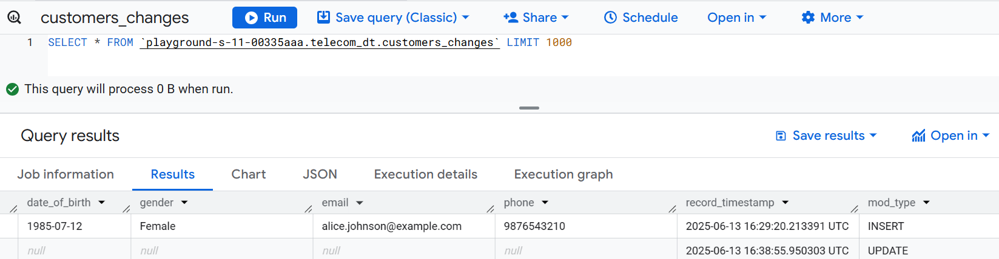 customers_changes Run Save query (Classic) Share Schedule Open in More
1 SELECT * FROM `playground-s-11-00335aaa.telecom_dt.customers_changes` LIMIT 1000
This query will process 0 B when run.
Query results Save results Open in
Job information Results Chart JSON Execution details Execution graph
date_of_birth gender email phone record_timestamp mod_type
1985-07-12 Female alice.johnson@example.com 9876543210 2025-06-13 16:29:20.213391 UTC INSERT
null null null null 2025-06-13 16:38:55.950303 UTC UPDATE